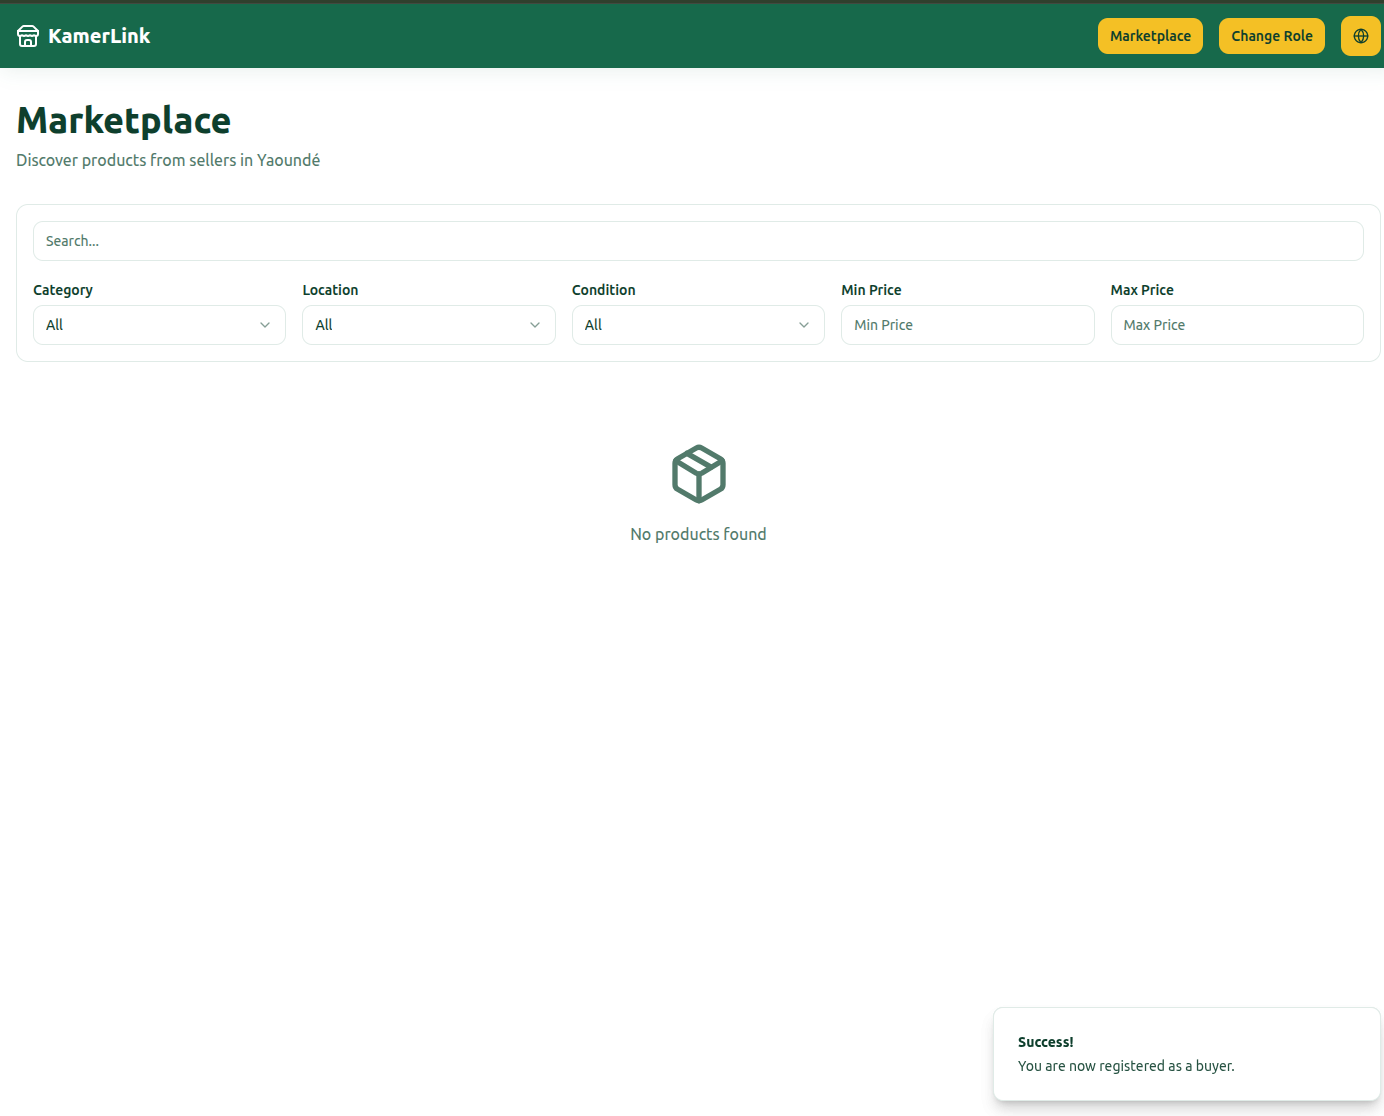 KamerLink
Marketplace
Change Role
Marketplace
Discover products from sellers in Yaoundé
Search...
Category
Location
Condition
Min Price
Max Price
All
All
All
Min Price
Max Price
No products found
Success!
You are now registered as a buyer.